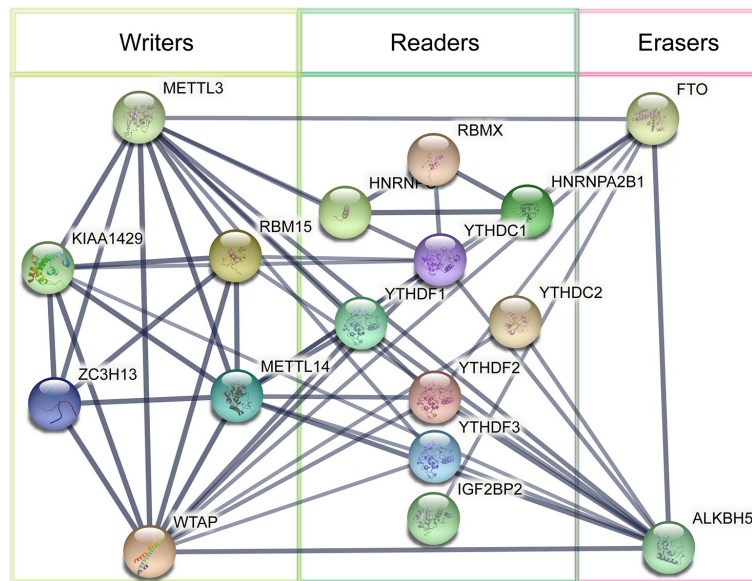 Writers Readers Erasers
METTL3
FTO
RBMX
HNRNPA2B1
KIAA1429
RBM15
YTHDC1
YTHDF1
YTHDC2
ZC3H13
METTL14
YTHDF2
YTHDF3
IGF2BP2
WTAP
ALKBH5